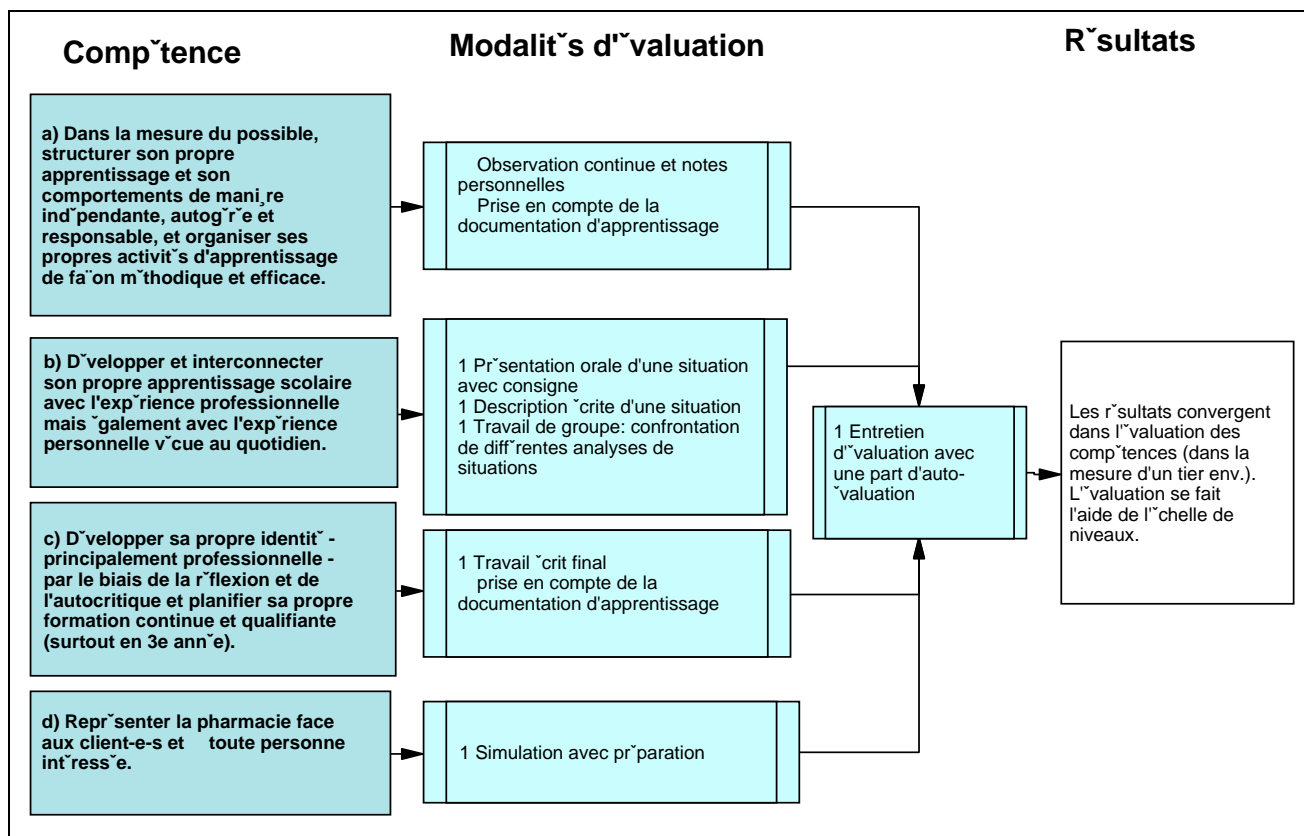 Compˇtence
Modalitˇs d'ˇvaluation
Rˇsultats
a) Dans la mesure du possible,
structurer son propre
apprentissage et son
comportements de mani¸re
indˇpendante, autogˇrˇe et
responsable, et organiser ses
propres activitˇs d'apprentissage
de fa¨on mˇthodique et efficace.
Observation continue et notes
personnelles
Prise en compte de la
documentation d'apprentissage
b) Dˇvelopper et interconnecter
son propre apprentissage scolaire
avec l'expˇrience professionnelle
mais ˇgalement avec l'expˇrience
personnelle vˇcue au quotidien.
1 Prˇsentation orale d'une situation
avec consigne
1 Description ˇcrite d'une situation
1 Travail de groupe: confrontation
de diffˇrentes analyses de
situations
1 Entretien
d'ˇvaluation avec
une part d'auto-
ˇvaluation
Les rˇsultats convergent
dans l'ˇvaluation des
compˇtences (dans la
mesure d'un tier env.).
L'ˇvaluation se fait
l'aide de l'ˇchelle de
niveaux.
c) Dˇvelopper sa propre identitˇ -
principalement professionnelle -
par le biais de la rˇflexion et de
l'autocritique et planifier sa propre
formation continue et qualifiante
(surtout en 3e annˇe).
1 Travail ˇcrit final
prise en compte de la
documentation d'apprentissage
d) Reprˇsenter la pharmacie face
aux client-e-s et toute personne
intˇressˇe.
1 Simulation avec prˇparation